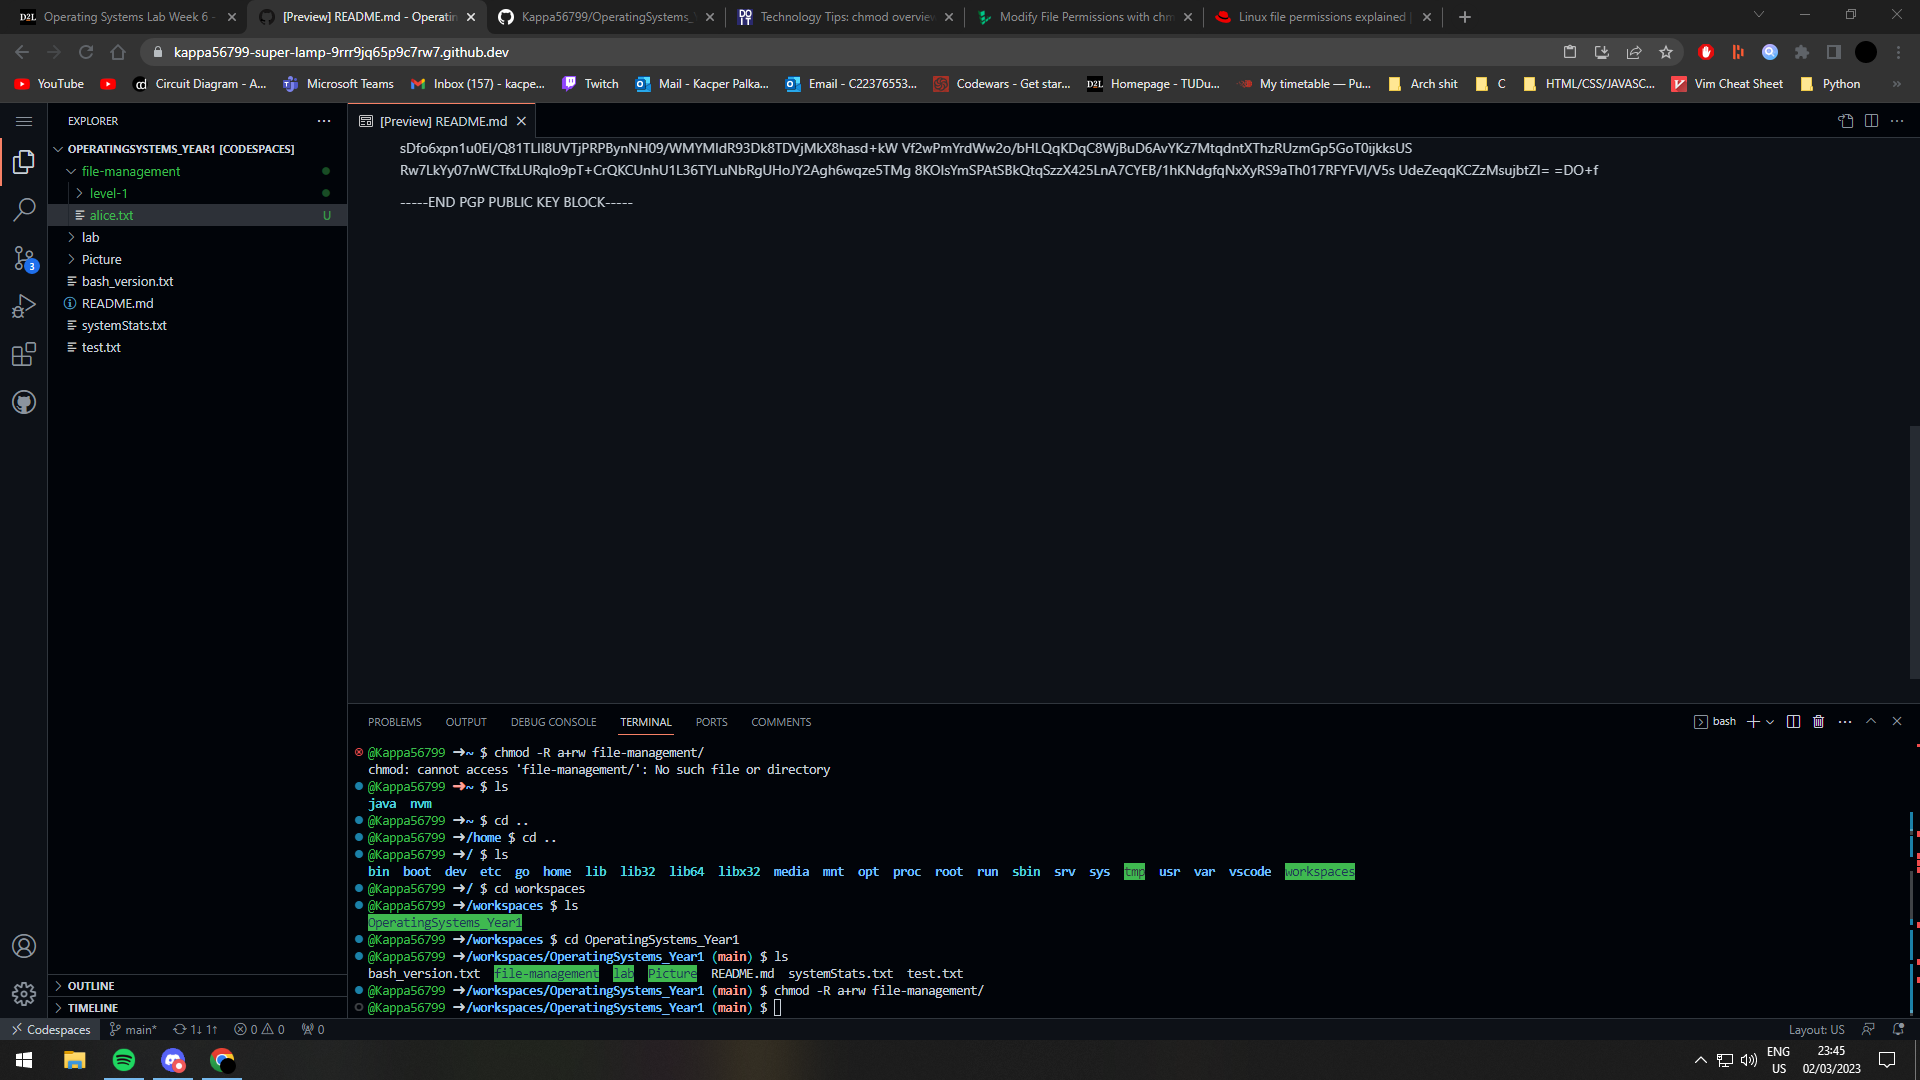 Operating Systems Lab Week 6 -
[Preview] README.md - Operatin
Kappa56799/OperatingSystems_
Technology Tips: chmod overview
Modify File Permissions with chm
Linux file permissions explained
kappa56799-super-lamp-9rrr9jq65p9c7rw7.github.dev
YouTube
Circuit Diagram - A...
Microsoft Teams
Inbox (157) - kacpe...
Twitch
Mail - Kacper Palka...
Email - C22376553...
Codewars - Get star...
D2L
Homepage - TUDu...
My timetable — Pu...
Arch shit
C
HTML/CSS/JAVASC...
Vim Cheat Sheet
Python
EXPLORER
OPERATINGSYSTEMS_YEAR1 [CODESPACES]
file-management
level-1
alice.txt U
lab
Picture
bash_version.txt
README.md
systemStats.txt
test.txt
OUTLINE
TIMELINE
[Preview] README.md
sDfo6xpn1u0EI/Q81TLII8UVTjPRPBynNH09/WMYMIdR93Dk8TDVjMkX8hasd+kW Vf2wPmYrdWw2o/bHLQqKDqC8WjBuD6AvYKz7MtqdntXThzRUzmGp5GoT0ijkksUS
Rw7LkYy07nWCTfxLURqIo9pT+CrQKCUnhU1L36TYLuNbRgUHoJY2Agh6wqze5TMg 8KOIsYmSPAtSBkQtqSzzX425LnA7CYEB/1hKNdgfqNxXyRS9aTh017RFYFVl/V5s UdeZeqqKCZzMsujbtZI= =DO+f
-----END PGP PUBLIC KEY BLOCK-----
PROBLEMS OUTPUT DEBUG CONSOLE TERMINAL PORTS COMMENTS
bash
@Kappa56799 ➜~ $ chmod -R a+rw file-management/
chmod: cannot access 'file-management/': No such file or directory
@Kappa56799 ➜~ $ ls
java nvm
@Kappa56799 ➜~ $ cd ..
@Kappa56799 ➜/home $ cd ..
@Kappa56799 ➜/ $ ls
bin boot dev etc go home lib lib32 lib64 libx32 media mnt opt proc root run sbin srv sys tmp usr var vscode workspaces
@Kappa56799 ➜/ $ cd workspaces
@Kappa56799 ➜/workspaces $ ls
OperatingSystems_Year1
@Kappa56799 ➜/workspaces $ cd OperatingSystems_Year1
@Kappa56799 ➜/workspaces/OperatingSystems_Year1 (main) $ ls
bash_version.txt file-management lab Picture README.md systemStats.txt test.txt
@Kappa56799 ➜/workspaces/OperatingSystems_Year1 (main) $ chmod -R a+rw file-management/
@Kappa56799 ➜/workspaces/OperatingSystems_Year1 (main) $
3
Codespaces
main*
1↓ 1↑
0 0
0
Layout: US
ENG
US
23:45
02/03/2023